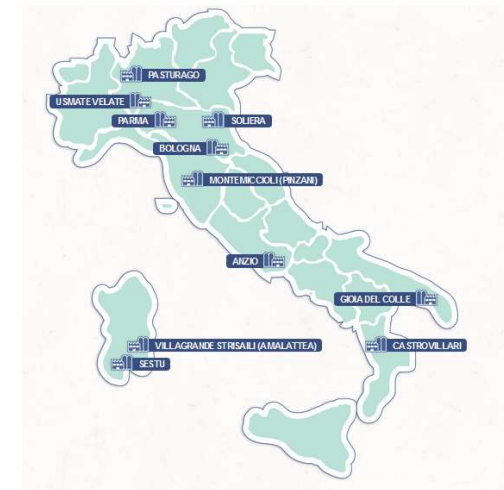 PASTURAGO
USMATE VELATE
PARMA
SOLIERA
BOLOGNA
MONTEMICCIOLI (PINZANI)
ANZIO
GIOIA DEL COLLE
VILLAGRANDE STRISAILI (AMALATTEA)
CASTROVILLARI
SESTU